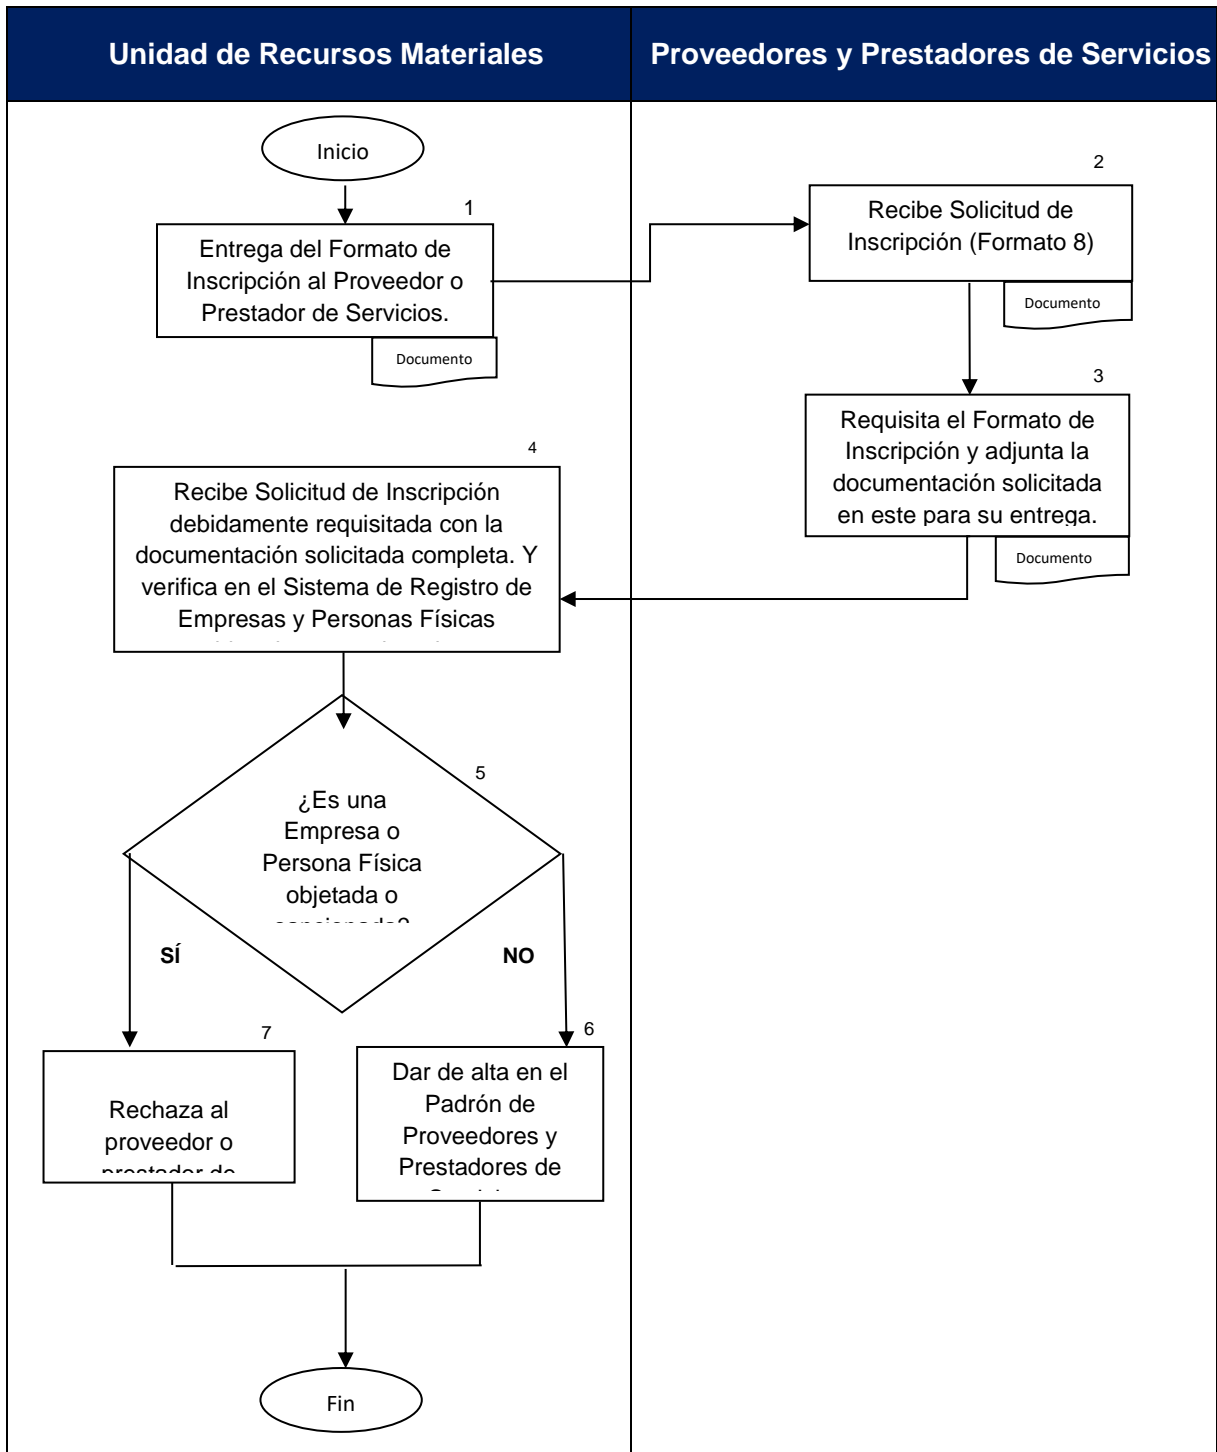 Unidad de Recursos Materiales
Proveedores y Prestadores de Servicios
Inicio
1
Entrega del Formato de
Inscripción al Proveedor o
Prestador de Servicios.
Documento
2
Recibe Solicitud de
Inscripción (Formato 8)
Documento
3
Requisita el Formato de
Inscripción y adjunta la
documentación solicitada
en este para su entrega.
Documento
4
Recibe Solicitud de Inscripción
debidamente requisitada con la
documentación solicitada completa. Y
verifica en el Sistema de Registro de
Empresas y Personas Físicas
5
¿Es una
Empresa o
Persona Física
objetada o
sancionada?
SÍ
NO
7
Rechaza al
proveedor o
prestador de
6
Dar de alta en el
Padrón de
Proveedores y
Prestadores de
Fin